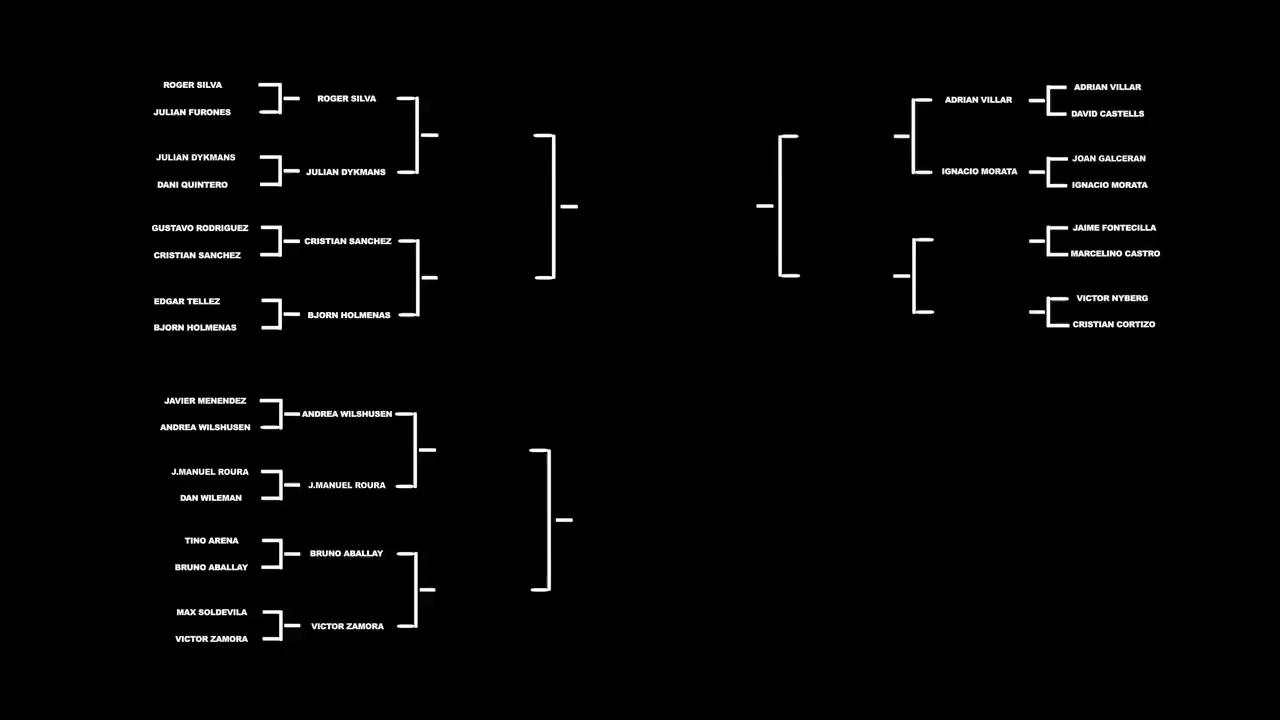 ROGER SILVA
JULIAN FURONES
ROGER SILVA
JULIAN DYKMANS
DANI QUINTERO
JULIAN DYKMANS
GUSTAVO RODRIGUEZ
CRISTIAN SANCHEZ
CRISTIAN SANCHEZ
EDGAR TELLEZ
BJORN HOLMENAS
BJORN HOLMENAS
JAVIER MENENDEZ
ANDREA WILSHUSEN
ANDREA WILSHUSEN
J.MANUEL ROURA
DAN WILEMAN
J.MANUEL ROURA
TINO ARENA
BRUNO ABALLAY
BRUNO ABALLAY
MAX SOLDEVILA
VICTOR ZAMORA
VICTOR ZAMORA
ADRIAN VILLAR
ADRIAN VILLAR
DAVID CASTELLS
IGNACIO MORATA
JOAN GALCERAN
IGNACIO MORATA
JAIME FONTECILLA
MARCELINO CASTRO
VICTOR NYBERG
CRISTIAN CORTIZO